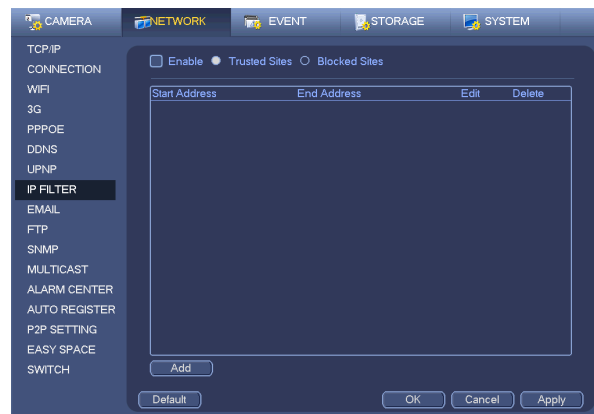 CAMERA NETWORK EVENT STORAGE SYSTEM
TCP/IP
CONNECTION
WIFI
3G
PPPOE
DDNS
UPNP
IP FILTER
EMAIL
FTP
SNMP
MULTICAST
ALARM CENTER
AUTO REGISTER
P2P SETTING
EASY SPACE
SWITCH
Enable Trusted Sites Blocked Sites
Start Address End Address Edit Delete
Add
Default OK Cancel Apply